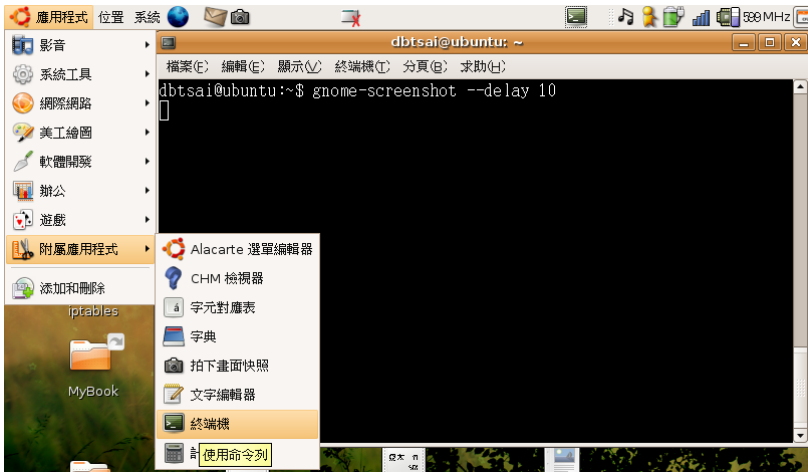 應用程式 位置 系統 599 MHz
影音
系統工具
網際網路
美工繪圖
軟體開發
辦公
遊戲
附屬應用程式
添加和刪除
dbtsai@ubuntu: ~
檔案(F) 編輯(E) 顯示(V) 終端機(T) 分頁(B) 求助(H)
dbtsai@ubuntu:~$ gnome-screenshot --delay 10
Alacarte 選單編輯器
CHM 檢視器
字元對應表
字典
拍下畫面快照
文字編輯器
終端機
使用命令列
iptables
MyBook